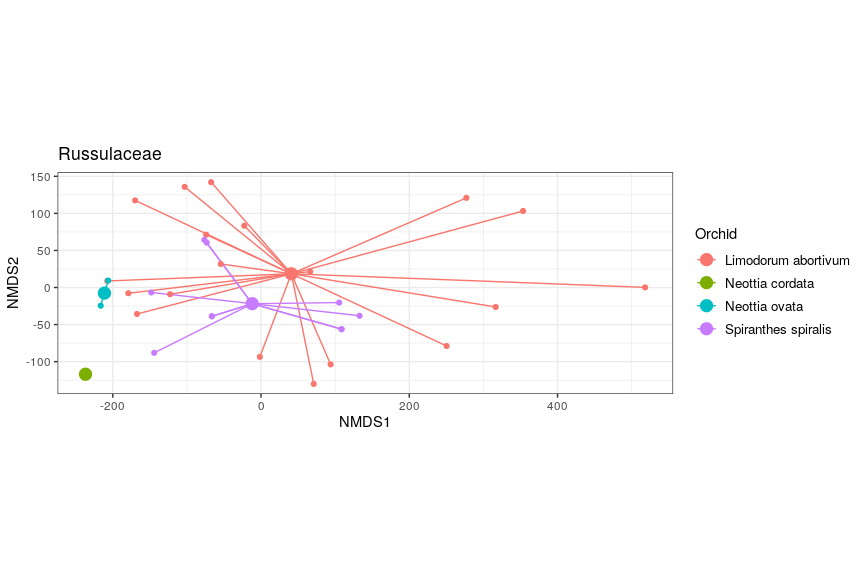 Russulaceae
150
100
50
0
-50
-100
NMDS2
-200
0
200
400
NMDS1
Orchid
Limodorum abortivum
Neottia cordata
Neottia ovata
Spiranthes spiralis